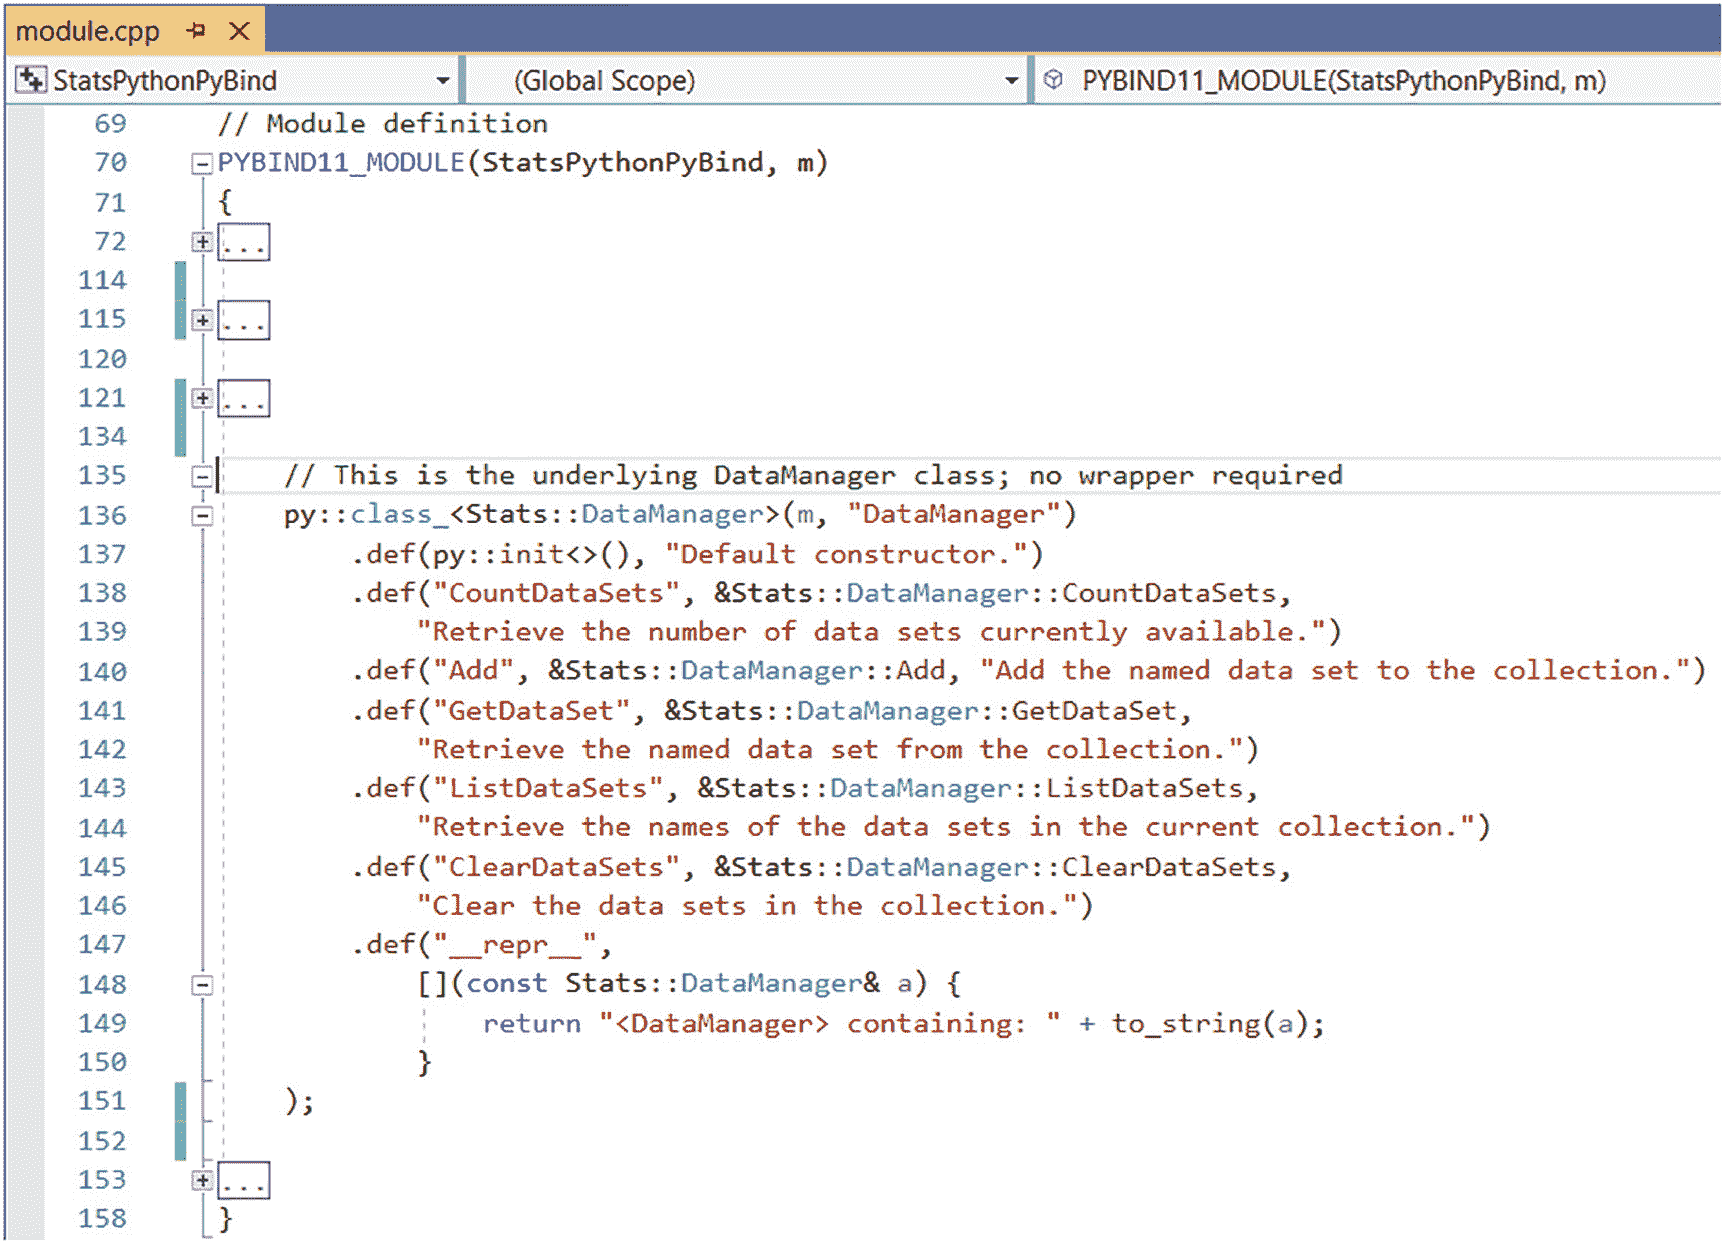 module.cpp
StatsPythonPyBind (Global Scope) PYBIND11_MODULE(StatsPythonPyBind, m)
69 // Module definition
70 PYBIND11_MODULE(StatsPythonPyBind, m)
71 {
72 ...
114
115 ...
120
121 ...
134
135 // This is the underlying DataManager class; no wrapper required
136 py::class_<Stats::DataManager>(m, "DataManager")
137 .def(py::init<>(), "Default constructor.")
138 .def("CountDataSets", &Stats::DataManager::CountDataSets,
139 "Retrieve the number of data sets currently available.")
140 .def("Add", &Stats::DataManager::Add, "Add the named data set to the collection.")
141 .def("GetDataSet", &Stats::DataManager::GetDataSet,
142 "Retrieve the named data set from the collection.")
143 .def("ListDataSets", &Stats::DataManager::ListDataSets,
144 "Retrieve the names of the data sets in the current collection.")
145 .def("ClearDataSets", &Stats::DataManager::ClearDataSets,
146 "Clear the data sets in the collection.")
147 .def("__repr__",
148 [](const Stats::DataManager& a) {
149 return "<DataManager> containing: " + to_string(a);
150 }
151 );
152
153 ...
158 }